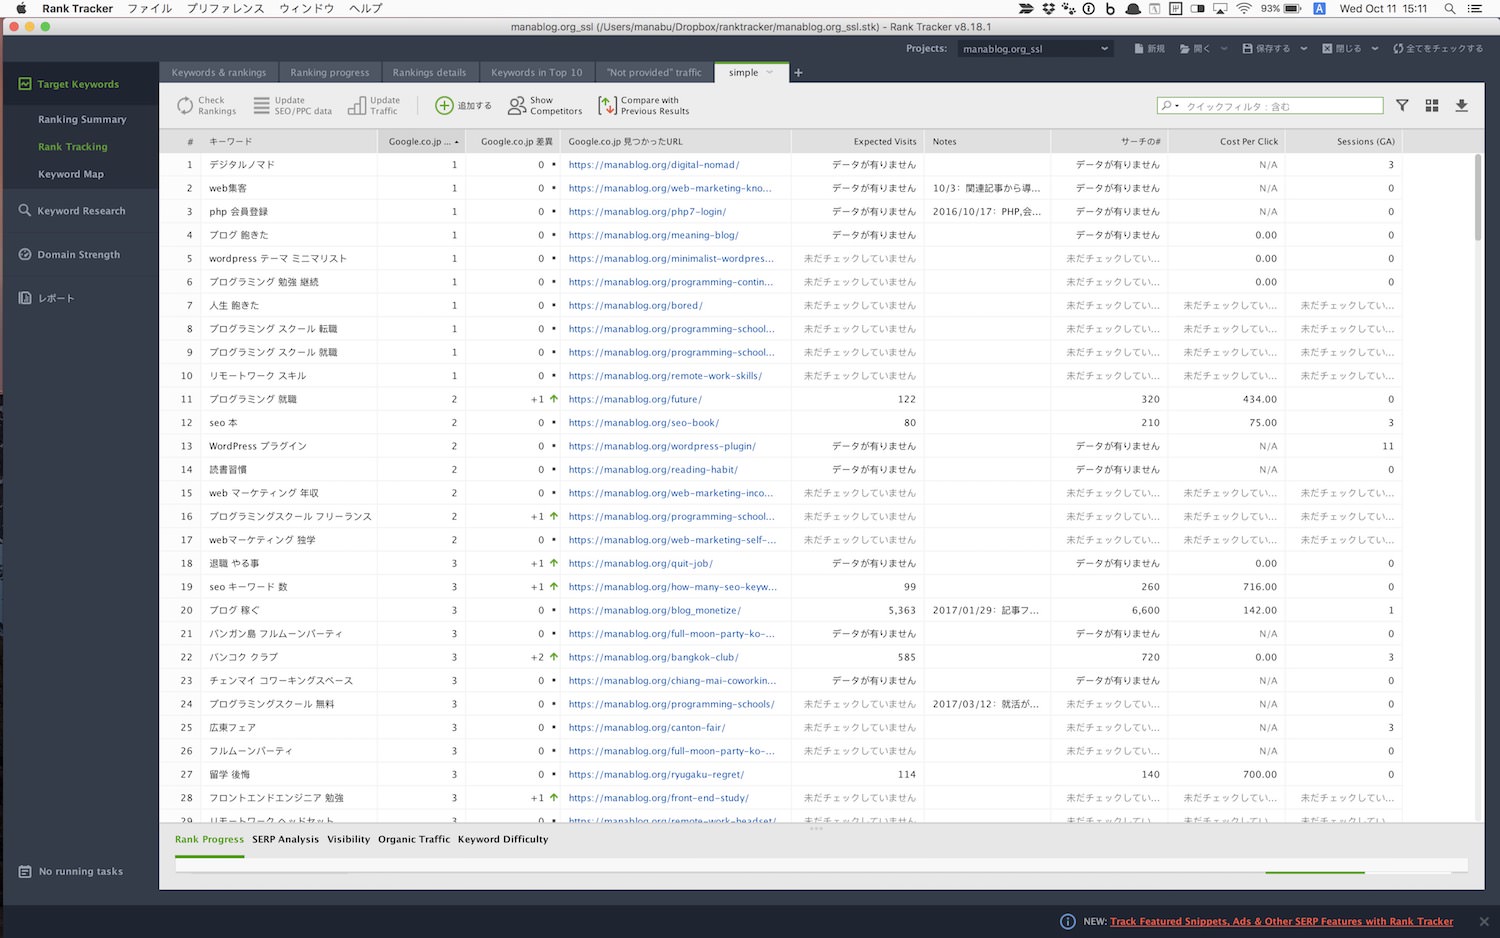 Rank Tracker ファイル プリファレンス ウィンドウ ヘルプ 93% A Wed Oct 11 15:11
manablog.org_ssl (/Users/manabu/Dropbox/ranktracker/manablog.org_ssl.stk) - Rank Tracker v8.18.1
Projects: manablog.org_ssl 新規 開く 保存する 閉じる 全てをチェックする
Target Keywords
Ranking Summary
Rank Tracking
Keyword Map
Keyword Research
Domain Strength
レポート
No running tasks
Keywords & rankings Ranking progress Rankings details Keywords in Top 10 "Not provided" traffic simple +
Check Rankings Update SEO/PPC data Update Traffic 追加する Show Competitors Compare with Previous Results クイックフィルタ：含む
# キーワード Google.co.jp ... Google.co.jp 差異 Google.co.jp 見つかったURL Expected Visits Notes サーチの# Cost Per Click Sessions (GA)
1 デジタルノマド 1 0 https://manablog.org/digital-nomad/ データが有りません データが有りません N/A 3
2 web集客 1 0 https://manablog.org/web-marketing-kno... データが有りません 10/3：関連記事から導... データが有りません N/A 0
3 php 会員登録 1 0 https://manablog.org/php7-login/ データが有りません 2016/10/17：PHP,会... データが有りません N/A 0
4 ブログ 飽きた 1 0 https://manablog.org/meaning-blog/ データが有りません データが有りません 0.00 0
5 wordpress テーマ ミニマリスト 1 0 https://manablog.org/minimalist-wordpres... 未だチェックしていません 未だチェックしてい... 0.00 0
6 プログラミング 勉強 継続 1 0 https://manablog.org/programming-contin... 未だチェックしていません 未だチェックしてい... 0.00 0
7 人生 飽きた 1 0 https://manablog.org/bored/ 未だチェックしていません 未だチェックしてい... 未だチェックしてい... 未だチェックしてい...
8 プログラミング スクール 転職 1 0 https://manablog.org/programming-school... 未だチェックしていません 未だチェックしてい... 未だチェックしてい... 未だチェックしてい...
9 プログラミング スクール 就職 1 0 https://manablog.org/programming-school... 未だチェックしていません 未だチェックしてい... 未だチェックしてい... 未だチェックしてい...
10 リモートワーク スキル 1 0 https://manablog.org/remote-work-skills/ 未だチェックしていません 未だチェックしてい... 未だチェックしてい... 未だチェックしてい...
11 プログラミング 就職 2 +1 https://manablog.org/future/ 122 320 434.00 0
12 seo 本 2 0 https://manablog.org/seo-book/ 80 210 75.00 3
13 WordPress プラグイン 2 0 https://manablog.org/wordpress-plugin/ データが有りません データが有りません N/A 11
14 読書習慣 2 0 https://manablog.org/reading-habit/ データが有りません データが有りません N/A 0
15 web マーケティング 年収 2 0 https://manablog.org/web-marketing-inco... 未だチェックしていません 未だチェックしてい... 未だチェックしてい... 未だチェックしてい...
16 プログラミングスクール フリーランス 2 +1 https://manablog.org/programming-school... 未だチェックしていません 未だチェックしてい... 未だチェックしてい... 未だチェックしてい...
17 webマーケティング 独学 2 0 https://manablog.org/web-marketing-self-... 未だチェックしていません 未だチェックしてい... 未だチェックしてい... 未だチェックしてい...
18 退職 やる事 3 +1 https://manablog.org/quit-job/ データが有りません データが有りません 0.00 0
19 seo キーワード 数 3 +1 https://manablog.org/how-many-seo-keyw... 99 260 716.00 0
20 ブログ 稼ぐ 3 0 https://manablog.org/blog_monetize/ 5,363 2017/01/29：記事フ... 6,600 142.00 1
21 パンガン島 フルムーンパーティ 3 0 https://manablog.org/full-moon-party-ko-... データが有りません データが有りません N/A 0
22 バンコク クラブ 3 +2 https://manablog.org/bangkok-club/ 585 720 0.00 3
23 チェンマイ コワーキングスペース 3 0 https://manablog.org/chiang-mai-coworkin... データが有りません データが有りません N/A 0
24 プログラミングスクール 無料 3 0 https://manablog.org/programming-schools/ 未だチェックしていません 2017/03/12：就活が... 未だチェックしてい... N/A 0
25 広東フェア 3 0 https://manablog.org/canton-fair/ 未だチェックしていません 未だチェックしてい... N/A 3
26 フルムーンパーティ 3 0 https://manablog.org/full-moon-party-ko-... 未だチェックしていません 未だチェックしてい... N/A 0
27 留学 後悔 3 0 https://manablog.org/ryugaku-regret/ 114 140 700.00 0
28 フロントエンドエンジニア 勉強 3 +1 https://manablog.org/front-end-study/ 未だチェックしていません 未だチェックしてい... 未だチェックしてい... 未だチェックしてい...
29 リモートワーク ヘッドセット 3 0 https://manablog.org/remote-work-headset/ 未だチェックしていません 未だチェックしてい... 未だチェックしてい... 未だチェックしてい...
Rank Progress SERP Analysis Visibility Organic Traffic Keyword Difficulty
NEW: Track Featured Snippets, Ads & Other SERP Features with Rank Tracker